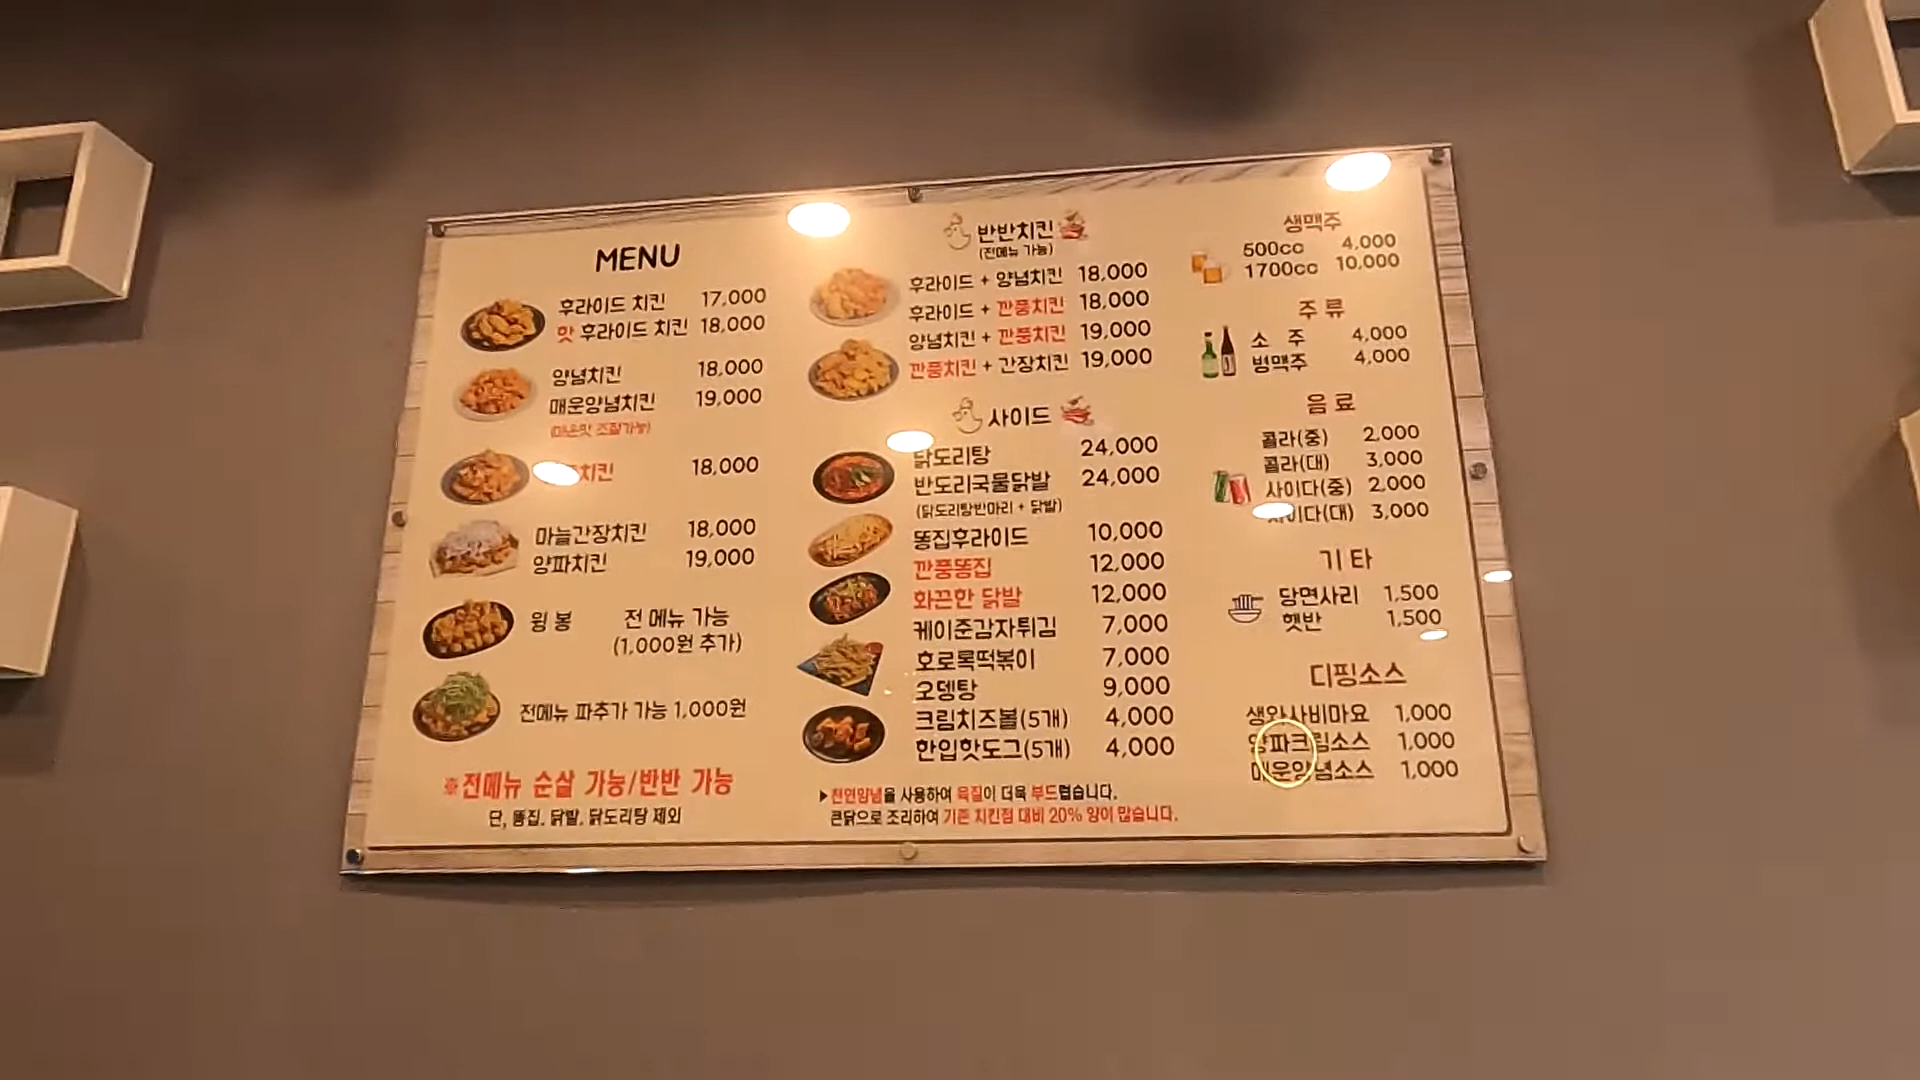 MENU
후라이드 치킨 17,000
핫 후라이드 치킨 18,000
양념치킨 18,000
매운양념치킨 19,000
(매운맛 조절가능)
치킨 18,000
마늘간장치킨 18,000
양파치킨 19,000
윙봉 전 메뉴 가능
(1,000원 추가)
전메뉴 파추가 가능 1,000원
※전메뉴 순살 가능/반반 가능
단, 똥집, 닭발, 닭도리탕 제외
반반치킨
(전메뉴 가능)
후라이드 + 양념치킨 18,000
후라이드 + 깐풍치킨 18,000
양념치킨 + 깐풍치킨 19,000
깐풍치킨 + 간장치킨 19,000
사이드
닭도리탕 24,000
반도리국물닭발 24,000
(닭도리탕반마리 + 닭발)
똥집후라이드 10,000
깐풍똥집 12,000
화끈한 닭발 12,000
케이준감자튀김 7,000
호로록떡볶이 7,000
오뎅탕 9,000
크림치즈볼(5개) 4,000
한입핫도그(5개) 4,000
▶천연양념을 사용하여 육질이 더욱 부드럽습니다.
큰닭으로 조리하여 기존 치킨점 대비 20% 양이 많습니다.
생맥주
500cc 4,000
1700cc 10,000
주류
소주 4,000
병맥주 4,000
음료
콜라(중) 2,000
콜라(대) 3,000
사이다(중) 2,000
사이다(대) 3,000
기타
당면사리 1,500
햇반 1,500
디핑소스
생와사비마요 1,000
양파크림소스 1,000
매운양념소스 1,000